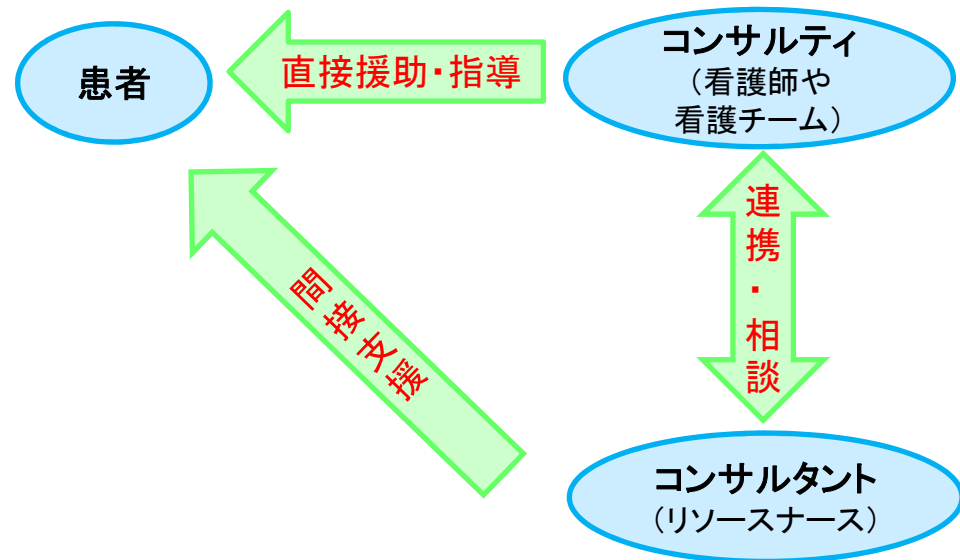 患者
直接援助・指導
コンサルティ
（看護師や
看護チーム）
連携・相談
間接支援
コンサルタント
（リソースナース）